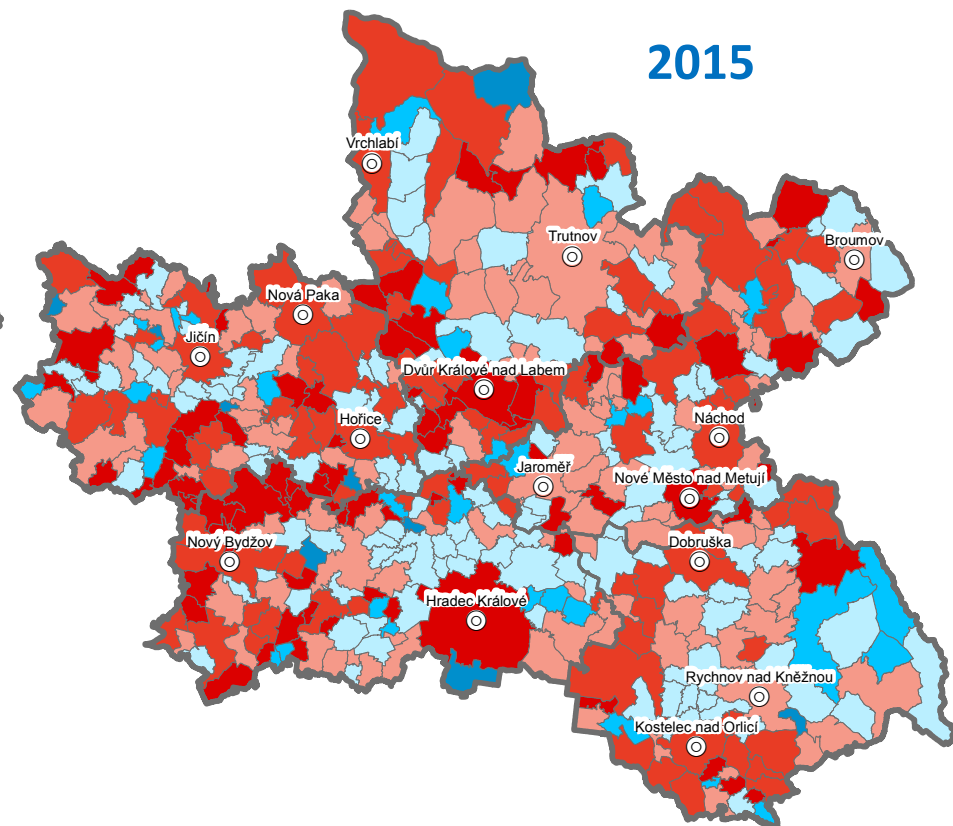 2015
Vrchlabí
Trutnov
Broumov
Nová Paka
Jičín
Dvůr Králové nad Labem
Hořice
Náchod
Jaroměř
Nové Město nad Metují
Nový Bydžov
Dobruška
Hradec Králové
Rychnov nad Kněžnou
Kostelec nad Orlicí